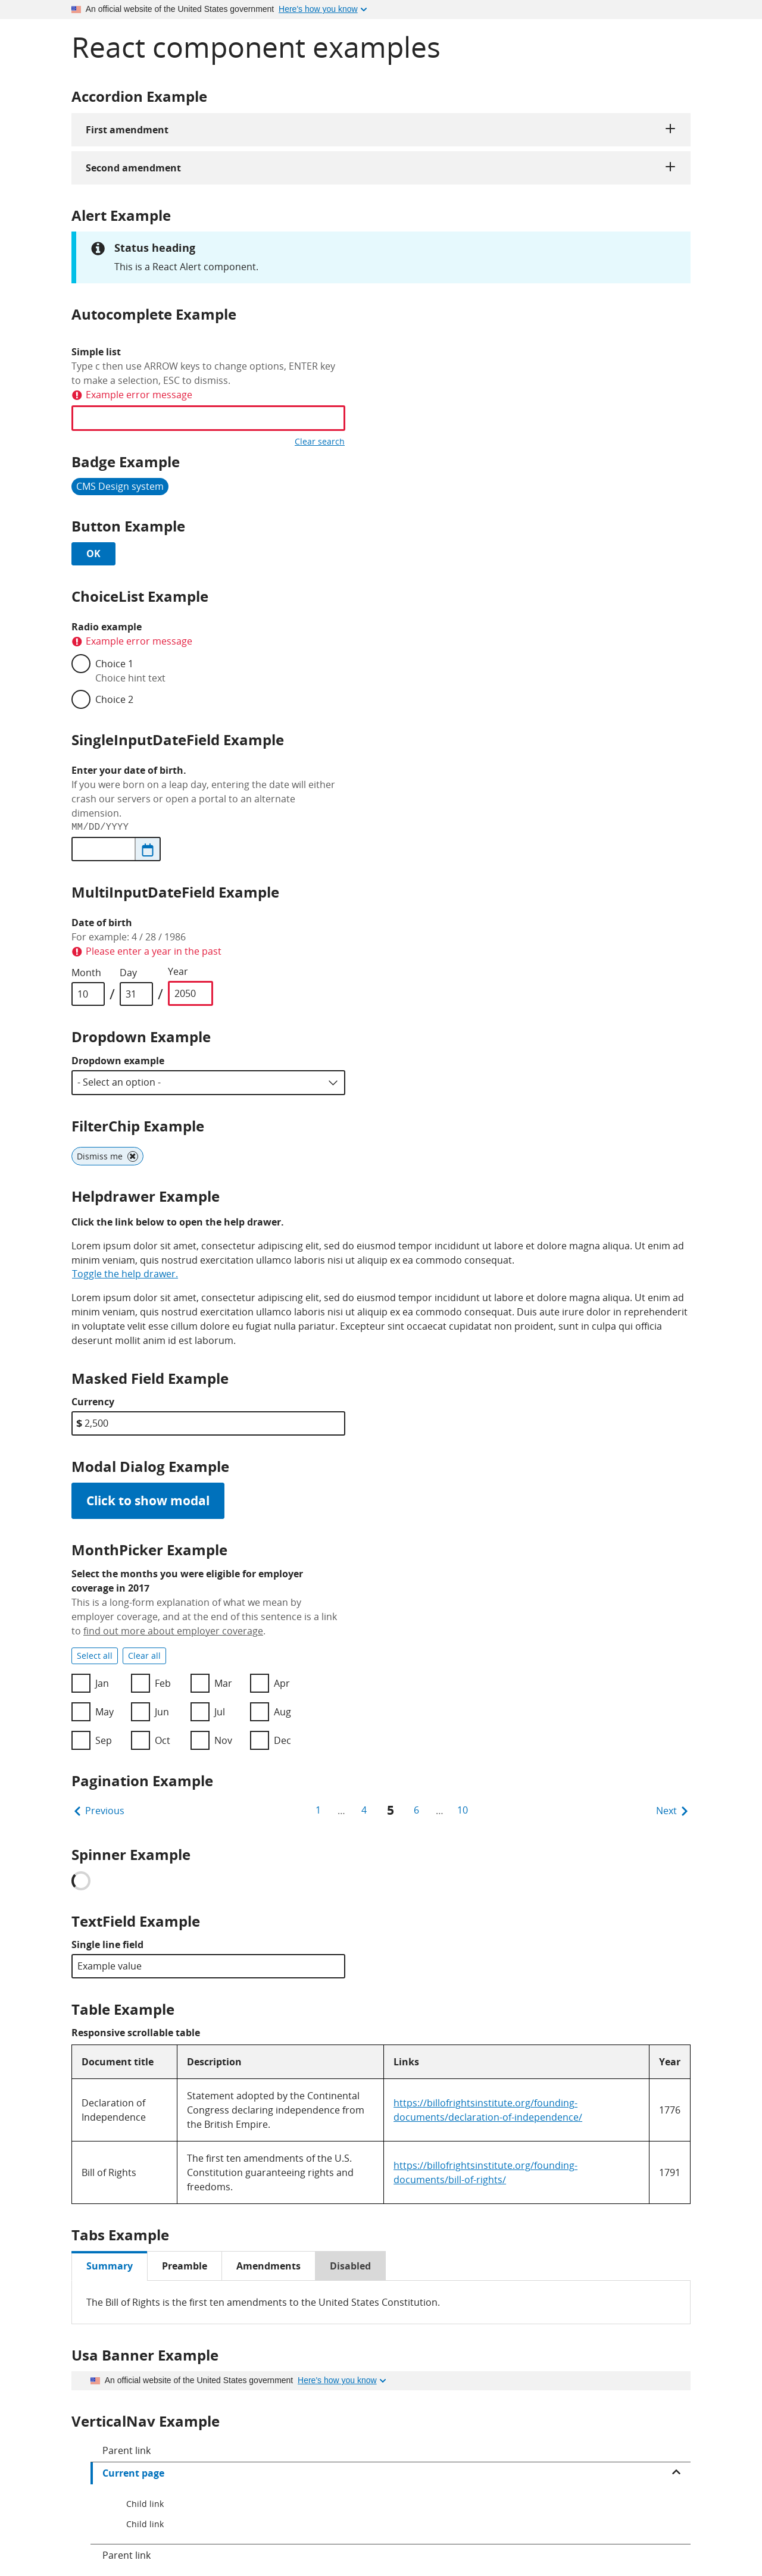 An official website of the United States government Here's how you know
React component examples
Accordion Example
First amendment
Second amendment
Alert Example
Status heading
This is a React Alert component.
Autocomplete Example
Simple list
Type c then use ARROW keys to change options, ENTER key
to make a selection, ESC to dismiss.
Example error message
Clear search
Badge Example
CMS Design system
Button Example
OK
ChoiceList Example
Radio example
Example error message
Choice 1
Choice hint text
Choice 2
SingleInputDateField Example
Enter your date of birth.
If you were born on a leap day, entering the date will either
crash our servers or open a portal to an alternate
dimension.
MM/DD/YYYY
MultiInputDateField Example
Date of birth
For example: 4 / 28 / 1986
Please enter a year in the past
Month Day Year
10 / 31 / 2050
Dropdown Example
Dropdown example
- Select an option -
FilterChip Example
Dismiss me
Helpdrawer Example
Click the link below to open the help drawer.
Lorem ipsum dolor sit amet, consectetur adipiscing elit, sed do eiusmod tempor incididunt ut labore et dolore magna aliqua. Ut enim ad
minim veniam, quis nostrud exercitation ullamco laboris nisi ut aliquip ex ea commodo consequat.
Toggle the help drawer.
Lorem ipsum dolor sit amet, consectetur adipiscing elit, sed do eiusmod tempor incididunt ut labore et dolore magna aliqua. Ut enim ad
minim veniam, quis nostrud exercitation ullamco laboris nisi ut aliquip ex ea commodo consequat. Duis aute irure dolor in reprehenderit
in voluptate velit esse cillum dolore eu fugiat nulla pariatur. Excepteur sint occaecat cupidatat non proident, sunt in culpa qui officia
deserunt mollit anim id est laborum.
Masked Field Example
Currency
$ 2,500
Modal Dialog Example
Click to show modal
MonthPicker Example
Select the months you were eligible for employer
coverage in 2017
This is a long-form explanation of what we mean by
employer coverage, and at the end of this sentence is a link
to find out more about employer coverage.
Select all Clear all
Jan Feb Mar Apr
May Jun Jul Aug
Sep Oct Nov Dec
Pagination Example
Previous 1 … 4 5 6 … 10 Next
Spinner Example
TextField Example
Single line field
Example value
Table Example
Responsive scrollable table
Document title Description Links Year
Declaration of
Independence
Statement adopted by the Continental
Congress declaring independence from
the British Empire.
https://billofrightsinstitute.org/founding-
documents/declaration-of-independence/
1776
Bill of Rights
The first ten amendments of the U.S.
Constitution guaranteeing rights and
freedoms.
https://billofrightsinstitute.org/founding-
documents/bill-of-rights/
1791
Tabs Example
Summary Preamble Amendments Disabled
The Bill of Rights is the first ten amendments to the United States Constitution.
Usa Banner Example
An official website of the United States government Here's how you know
VerticalNav Example
Parent link
Current page
Child link
Child link
Parent link